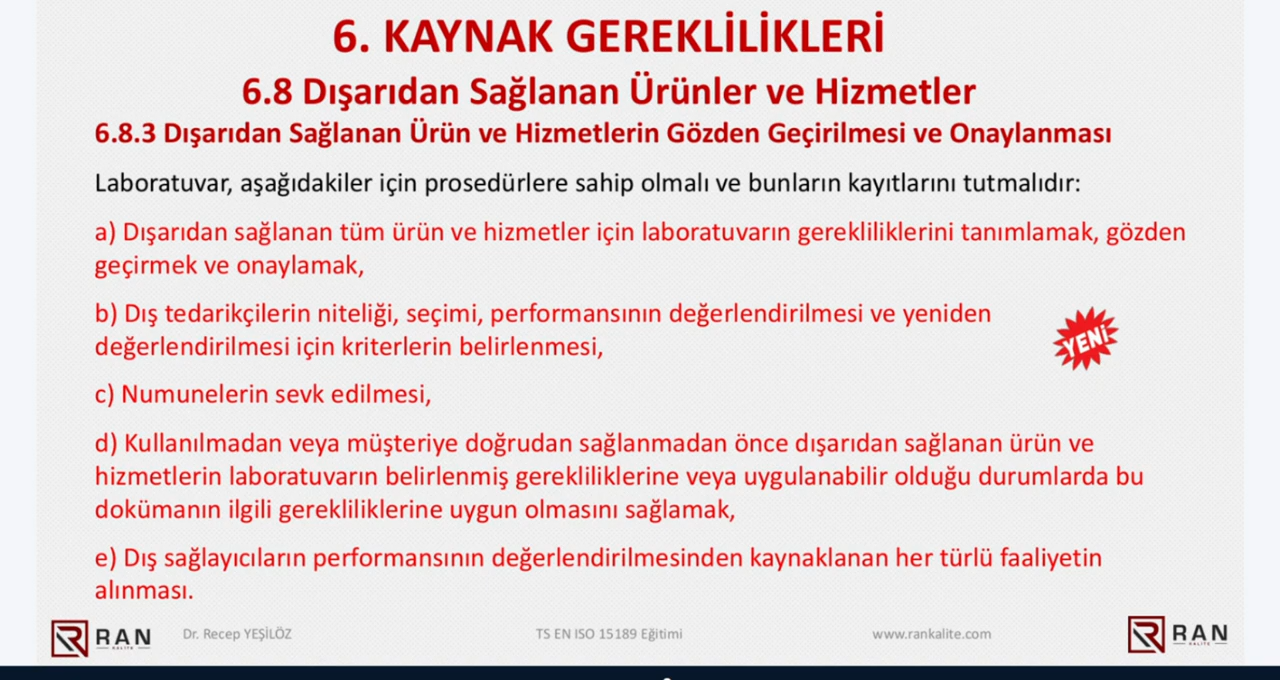 6. KAYNAK GEREKLİLİKLERİ
6.8 Dışarıdan Sağlanan Ürünler ve Hizmetler
6.8.3 Dışarıdan Sağlanan Ürün ve Hizmetlerin Gözden Geçirilmesi ve Onaylanması
Laboratuvar, aşağıdakiler için prosedürlere sahip olmalı ve bunların kayıtlarını tutmalıdır:
a) Dışarıdan sağlanan tüm ürün ve hizmetler için laboratuvarın gerekliliklerini tanımlamak, gözden
geçirmek ve onaylamak,
b) Dış tedarikçilerin niteliği, seçimi, performansının değerlendirilmesi ve yeniden
değerlendirilmesi için kriterlerin belirlenmesi,
YENİ
c) Numunelerin sevk edilmesi,
d) Kullanılmadan veya müşteriye doğrudan sağlanmadan önce dışarıdan sağlanan ürün ve
hizmetlerin laboratuvarın belirlenmiş gerekliliklerine veya uygulanabilir olduğu durumlarda bu
dokümanın ilgili gerekliliklerine uygun olmasını sağlamak,
e) Dış sağlayıcıların performansının değerlendirilmesinden kaynaklanan her türlü faaliyetin
alınması.
RAN
KALİTE
Dr. Recep YEŞİLÖZ
TS EN ISO 15189 Eğitimi
www.rankalite.com
RAN
KALİTE